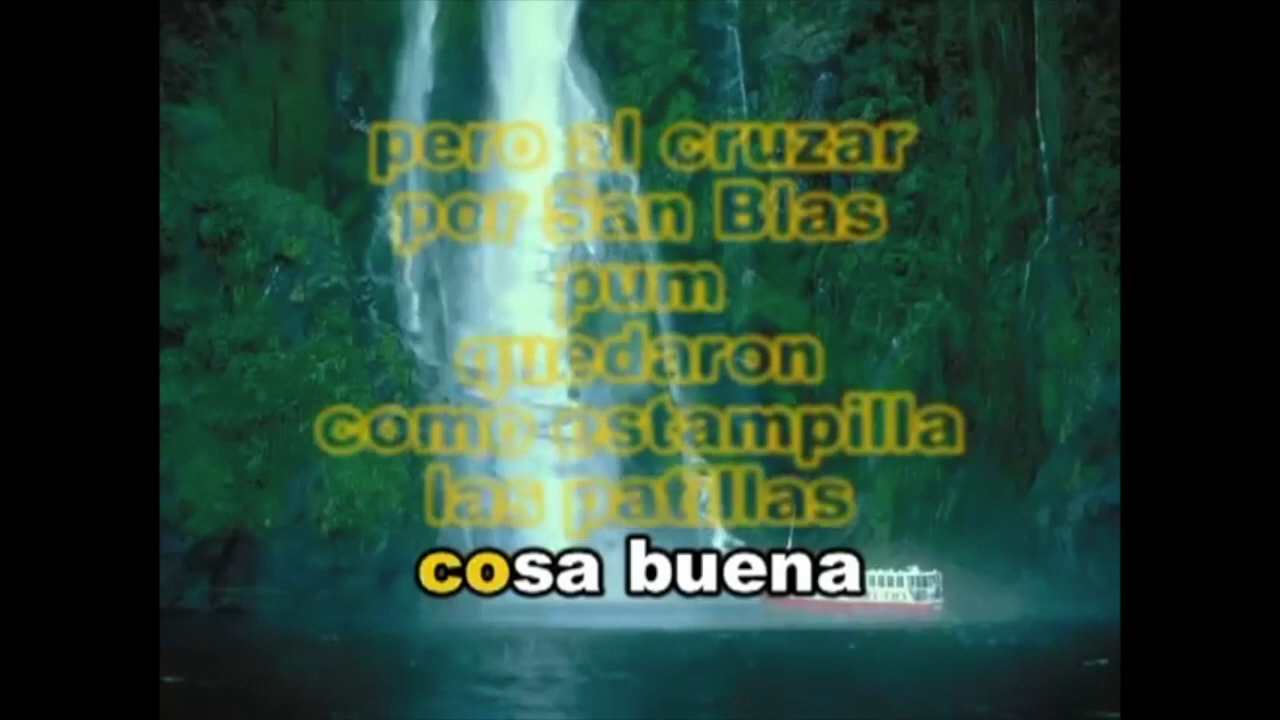 pero al cruzar
por San Blas
pum
quedaron
como estampilla
las patillas
cosa buena